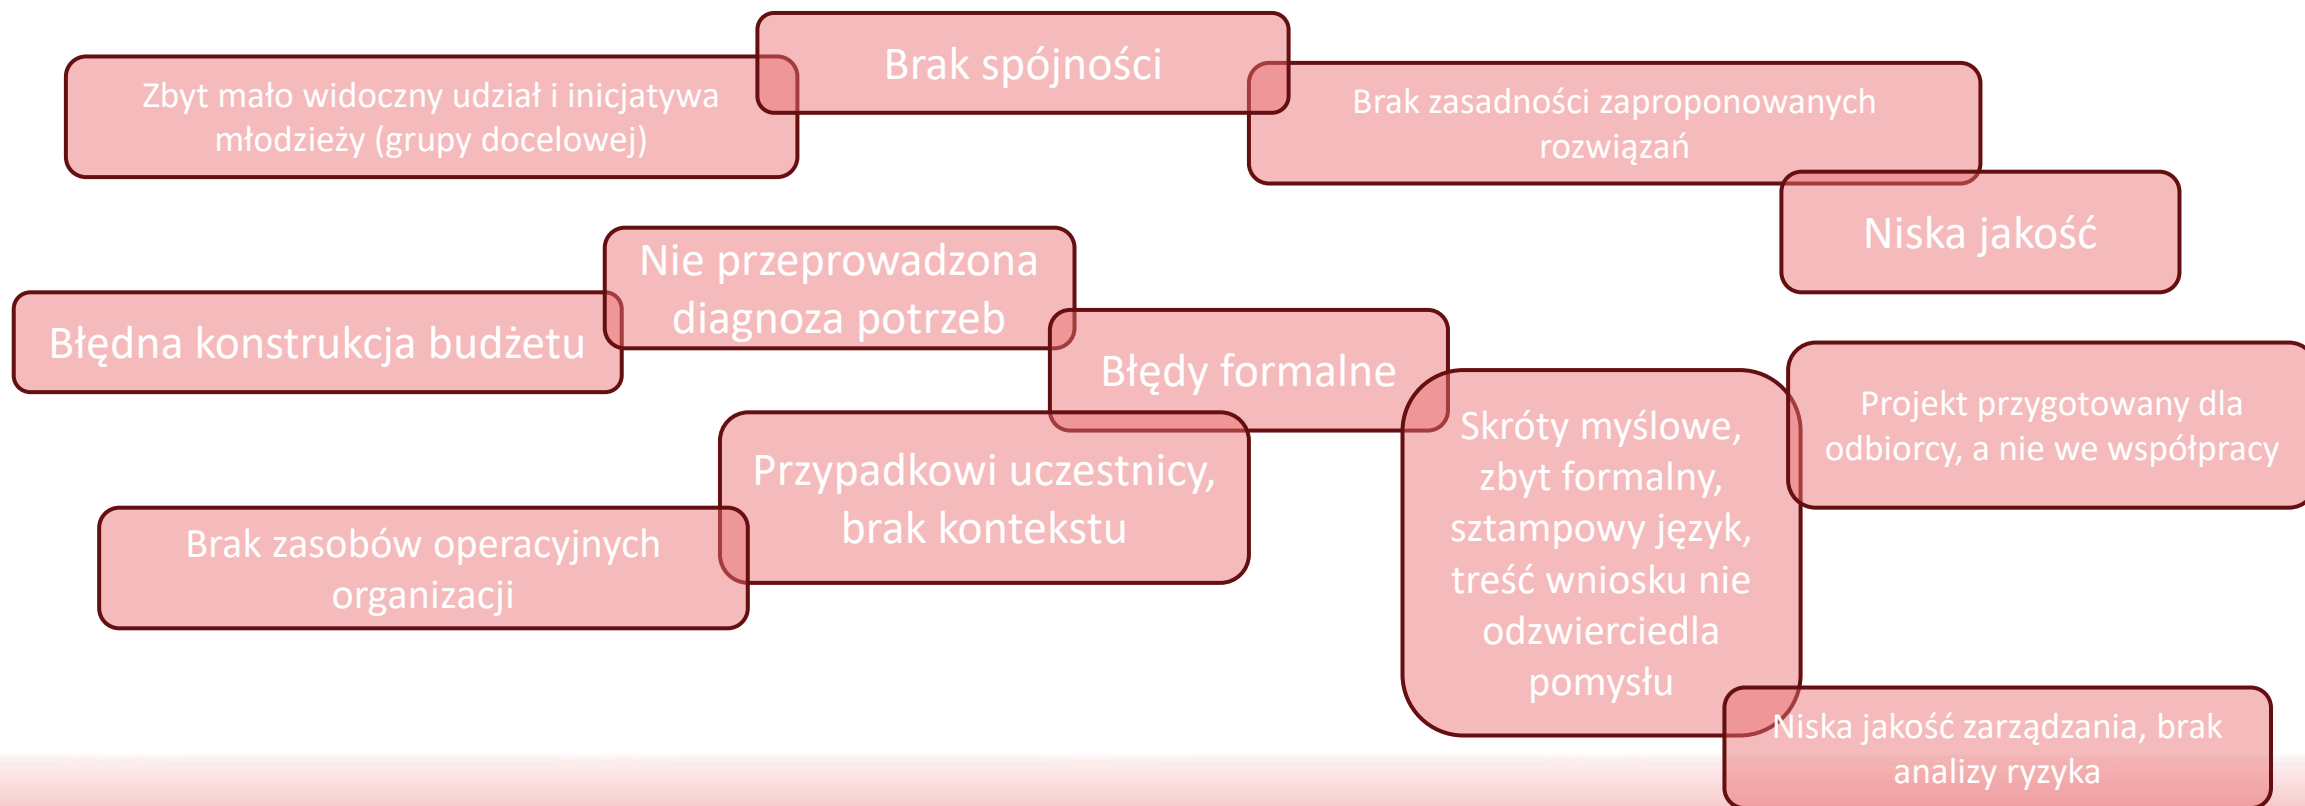 Brak spójności
Zbyt mało widoczny udział i inicjatywa
młodzieży (grupy docelowej)
Brak zasadności zaproponowanych
rozwiązań
Niska jakość
Nie przeprowadzona
diagnoza potrzeb
Błędna konstrukcja budżetu
Błędy formalne
Projekt przygotowany dla
odbiorcy, a nie we współpracy
Skróty myślowe,
zbyt formalny,
sztampowy język,
treść wniosku nie
odzwierciedla
pomysłu
Przypadkowi uczestnicy,
brak kontekstu
Brak zasobów operacyjnych
organizacji
Niska jakość zarządzania, brak
analizy ryzyka